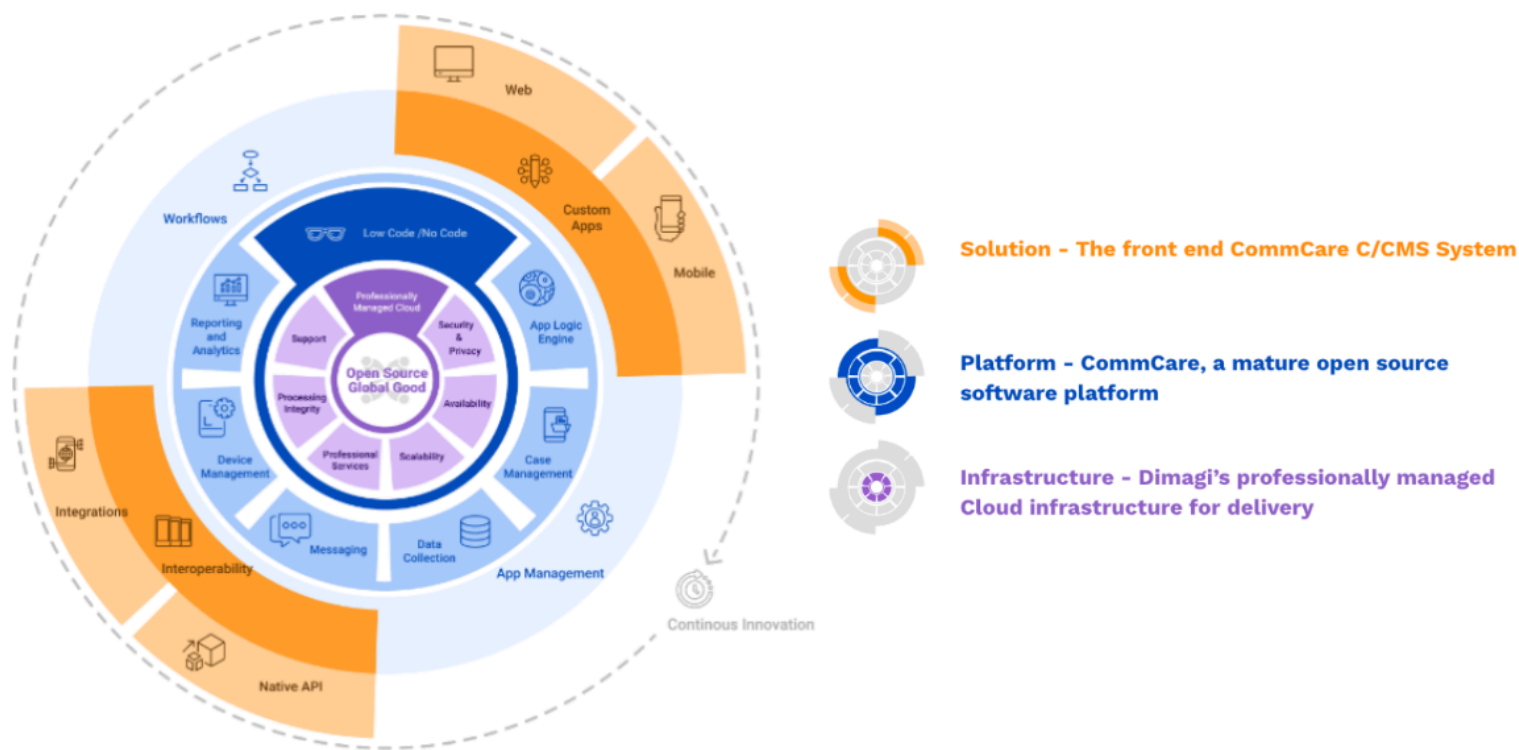 Web
Custom
Apps
Mobile
Workflows
Low Code /No Code
Professionally
Managed Cloud
Reporting
and
Analytics
Support
Security
&
Privacy
App Logic
Engine
Open Source
Global Good
Processing
Integrity
Availability
Professional
Services
Scalability
Device
Management
Case
Management
Messaging
Data
Collection
App Management
Integrations
Interoperability
Native API
Continous Innovation
Solution - The front end CommCare C/CMS System
Platform - CommCare, a mature open source
software platform
Infrastructure - Dimagi’s professionally managed
Cloud infrastructure for delivery